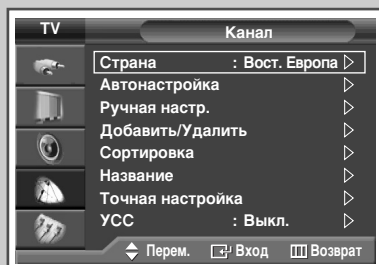 TV Канал
Страна : Вост. Европа
Автонастройка
Ручная настр.
Добавить/Удалить
Сортировка
Название
Точная настройка
УСС : Выкл.
Перем. Вход Возврат